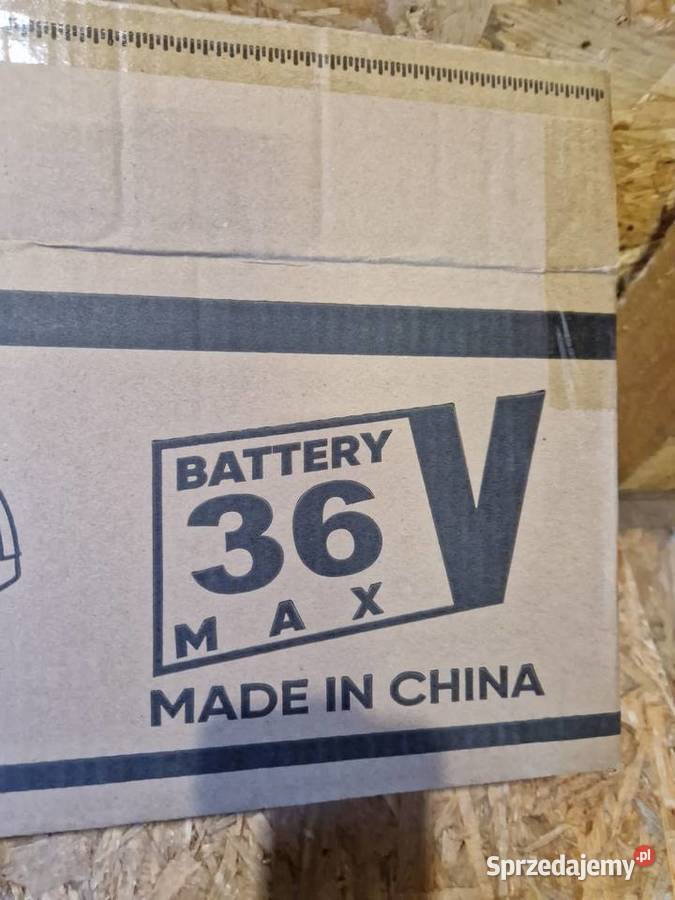 BATTERY
36 V
MAX
MADE IN CHINA
Sprzedajemy.pl